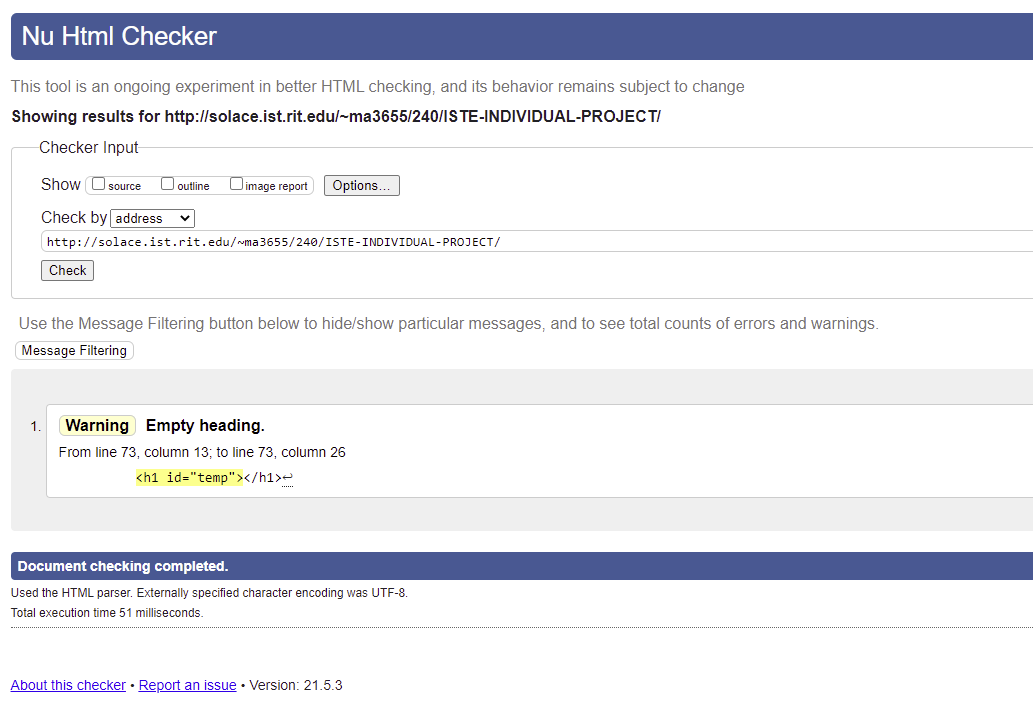 Nu Html Checker
This tool is an ongoing experiment in better HTML checking, and its behavior remains subject to change
Showing results for http://solace.ist.rit.edu/~ma3655/240/ISTE-INDIVIDUAL-PROJECT/
Checker Input
Show source outline image report Options...
Check by address
http://solace.ist.rit.edu/~ma3655/240/ISTE-INDIVIDUAL-PROJECT/
Check
Use the Message Filtering button below to hide/show particular messages, and to see total counts of errors and warnings.
Message Filtering
1. Warning Empty heading.
From line 73, column 13; to line 73, column 26
<h1 id="temp"></h1>↩
Document checking completed.
Used the HTML parser. Externally specified character encoding was UTF-8.
Total execution time 51 milliseconds.
About this checker • Report an issue • Version: 21.5.3